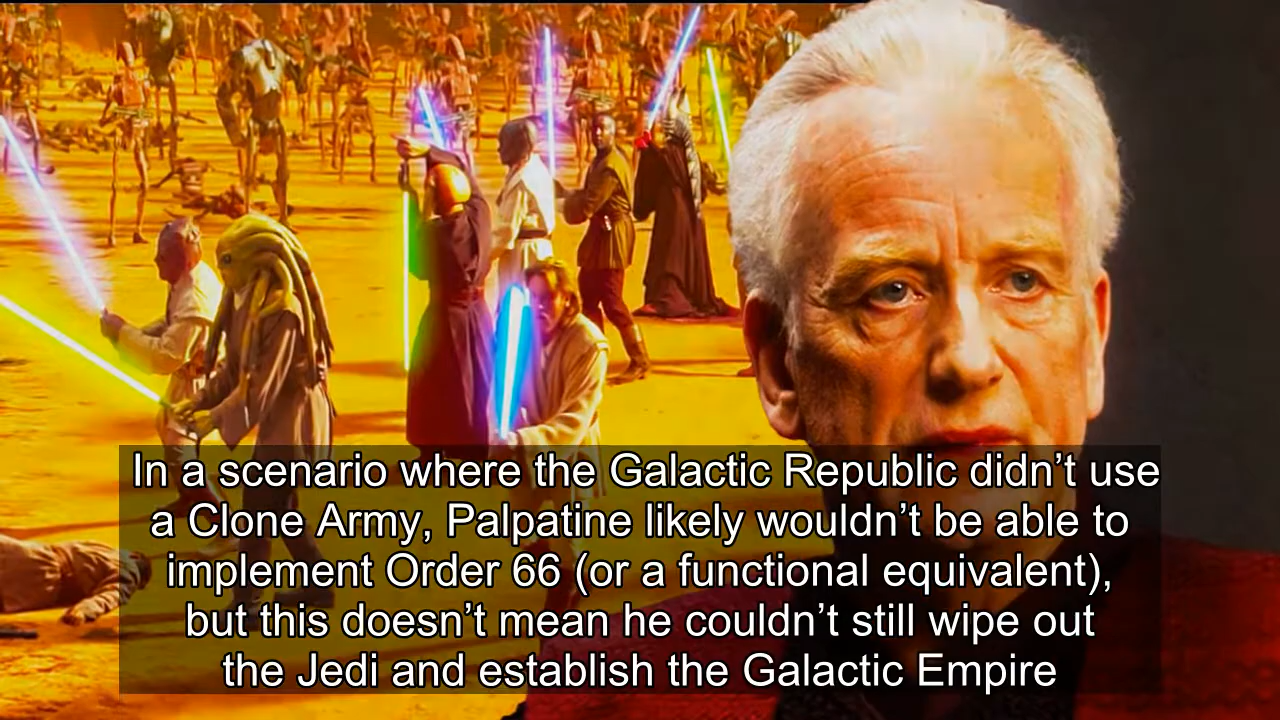 In a scenario where the Galactic Republic didn’t use
a Clone Army, Palpatine likely wouldn’t be able to
implement Order 66 (or a functional equivalent),
but this doesn’t mean he couldn’t still wipe out
the Jedi and establish the Galactic Empire